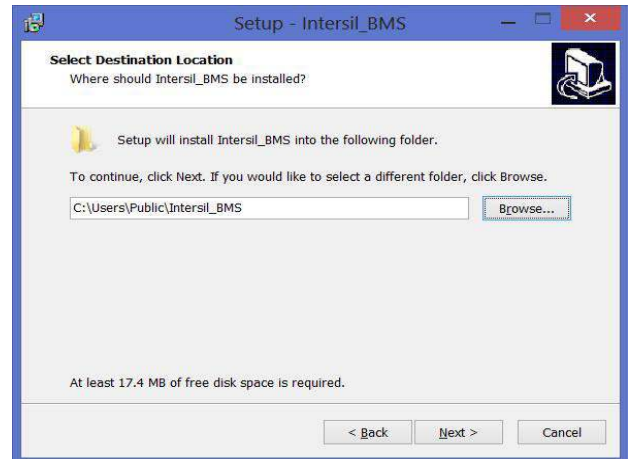 Setup - Intersil_BMS
Select Destination Location
Where should Intersil_BMS be installed?
Setup will install Intersil_BMS into the following folder.
To continue, click Next. If you would like to select a different folder, click Browse.
C:\Users\Public\Intersil_BMS
Browse...
At least 17.4 MB of free disk space is required.
< Back
Next >
Cancel